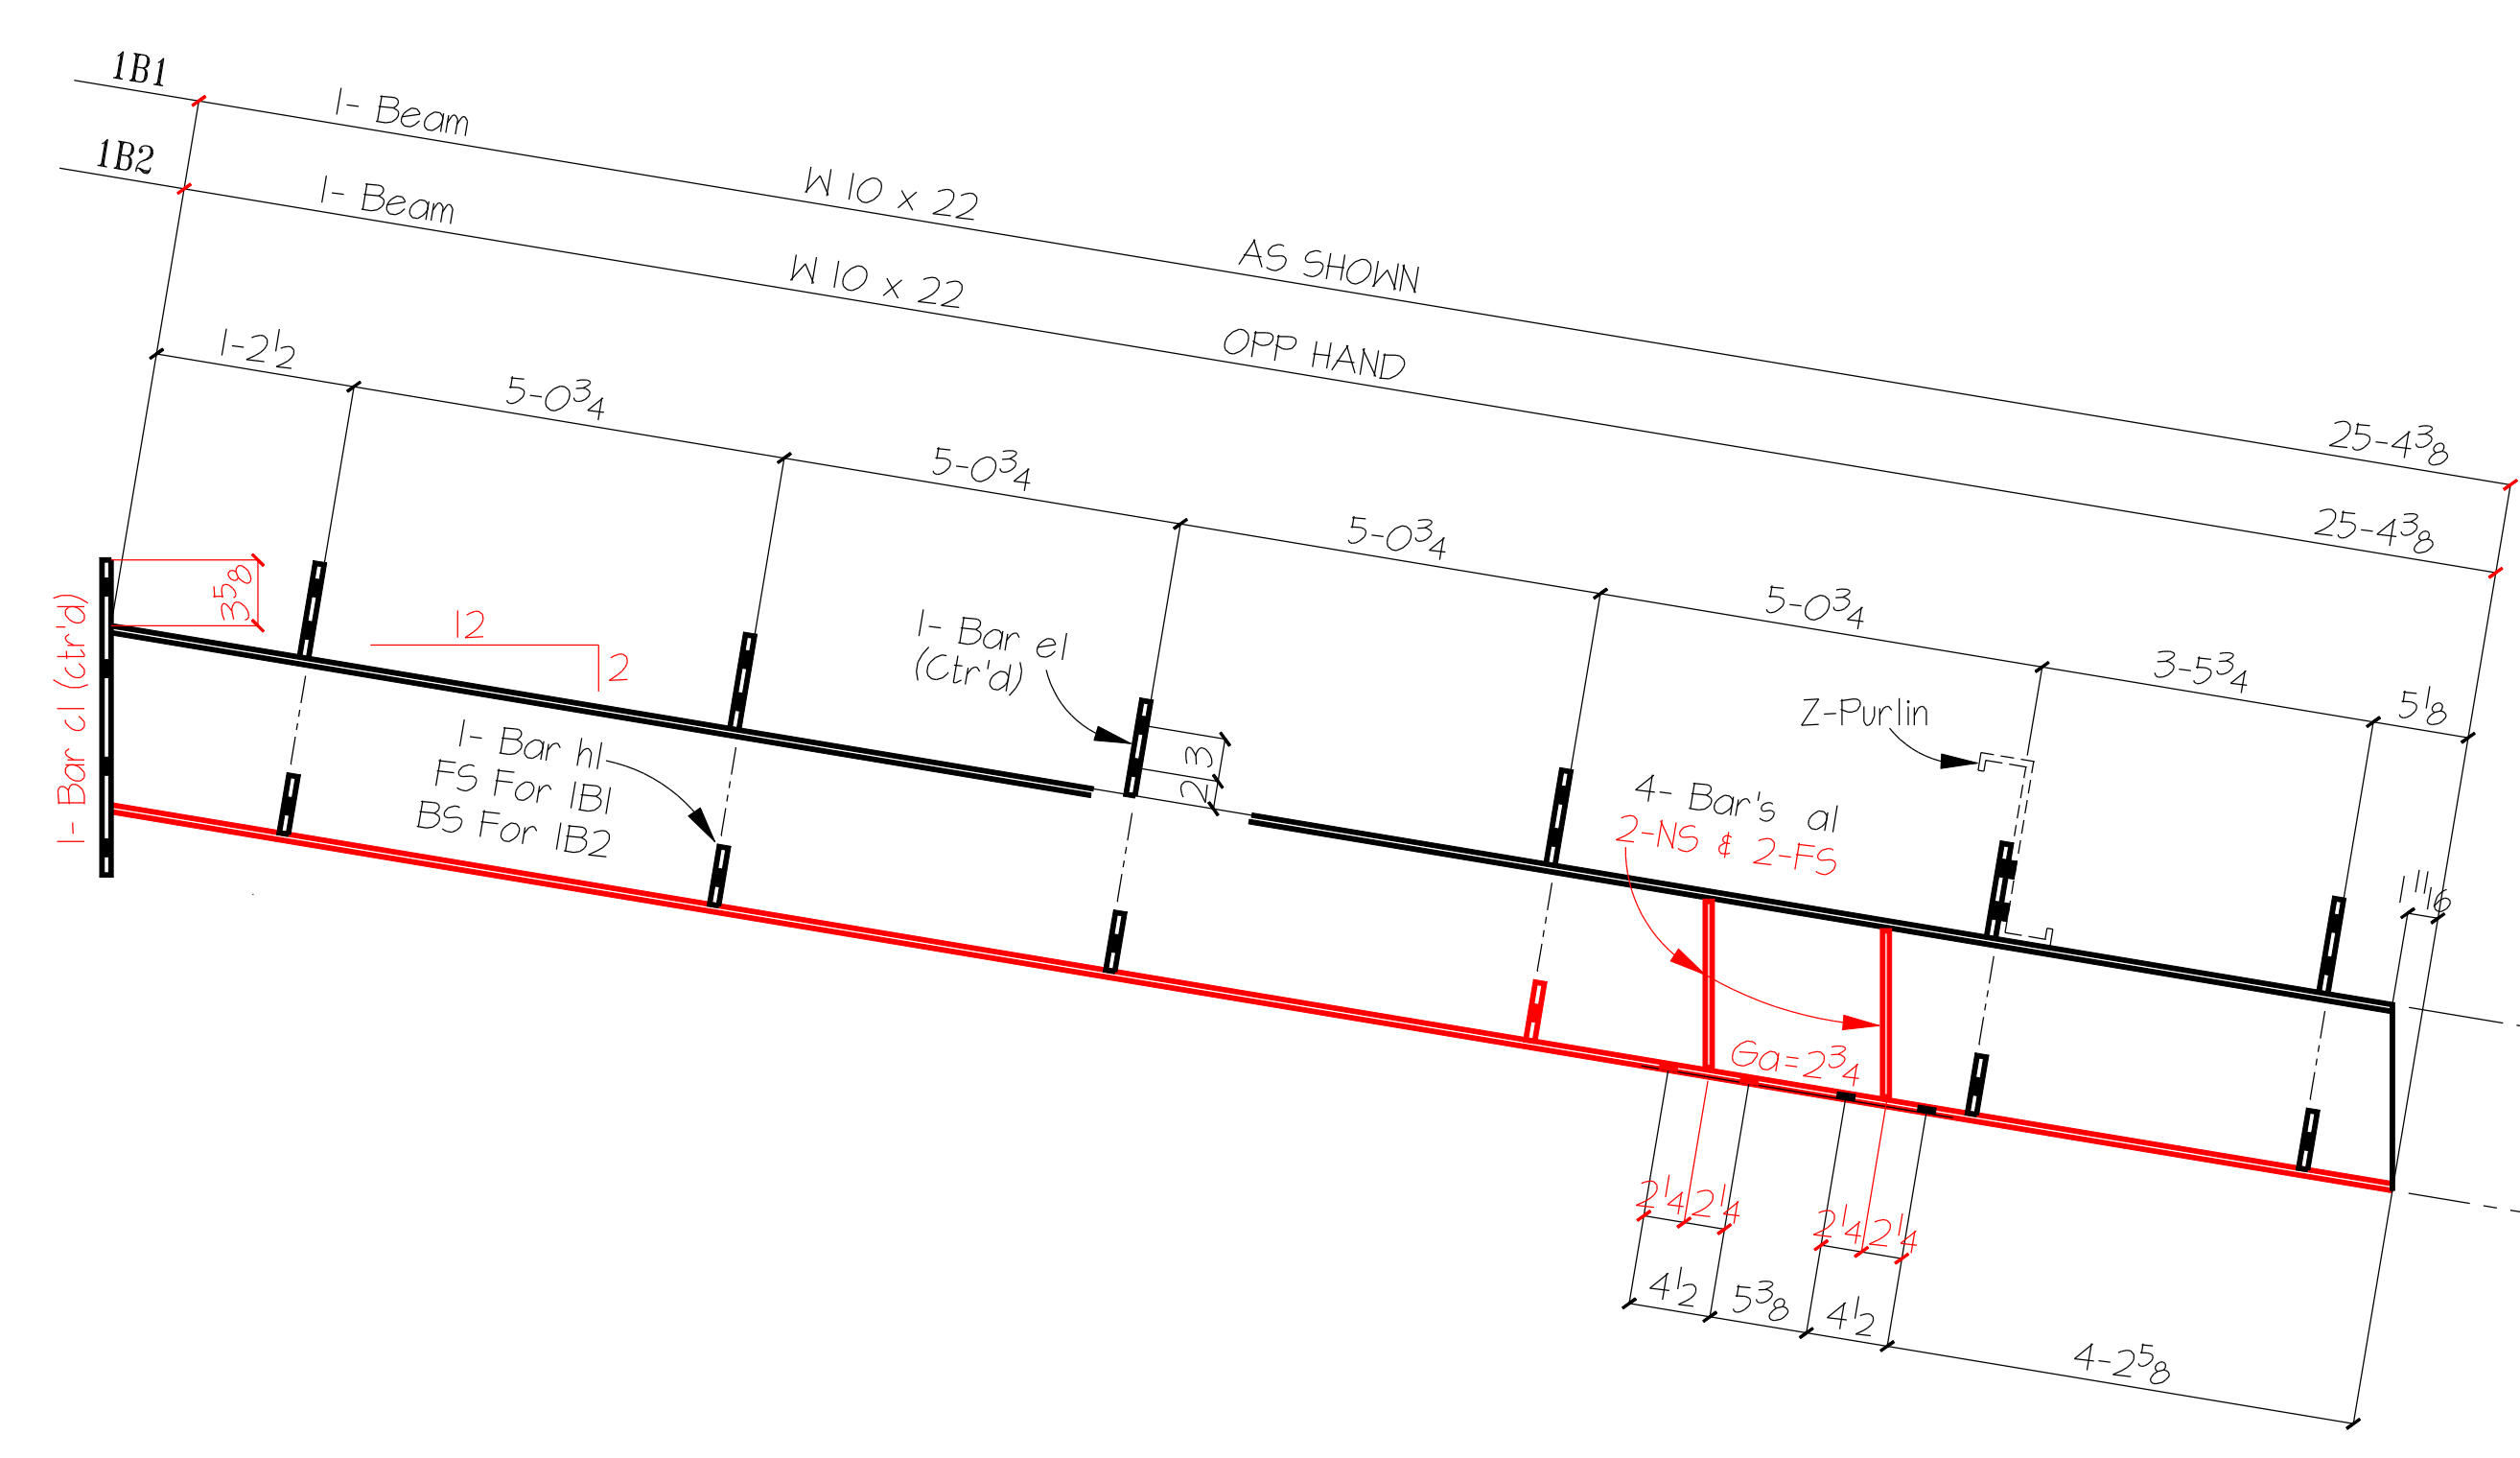 1B1
1- Beam
W 10 x 22
AS SHOWN
25-4 3/8
1B2
1- Beam
W 10 x 22
OPP HAND
25-4 3/8
1-2 1/2
5-0 3/4
5-0 3/4
5-0 3/4
5-0 3/4
3-5 3/4
5 1/8
3 5/8
12
2
1- Bar c1 (ctr'd)
1- Bar e1
(Ctr'd)
3
2
1- Bar h1
FS For 1B1
BS For 1B2
Z-Purlin
4- Bar's a1
2-NS & 2-FS
1 1/16
Ga=2 3/4
2 1/4
2 1/4
2 1/4
2 1/4
4 1/2
5 3/8
4 1/2
4-2 5/8